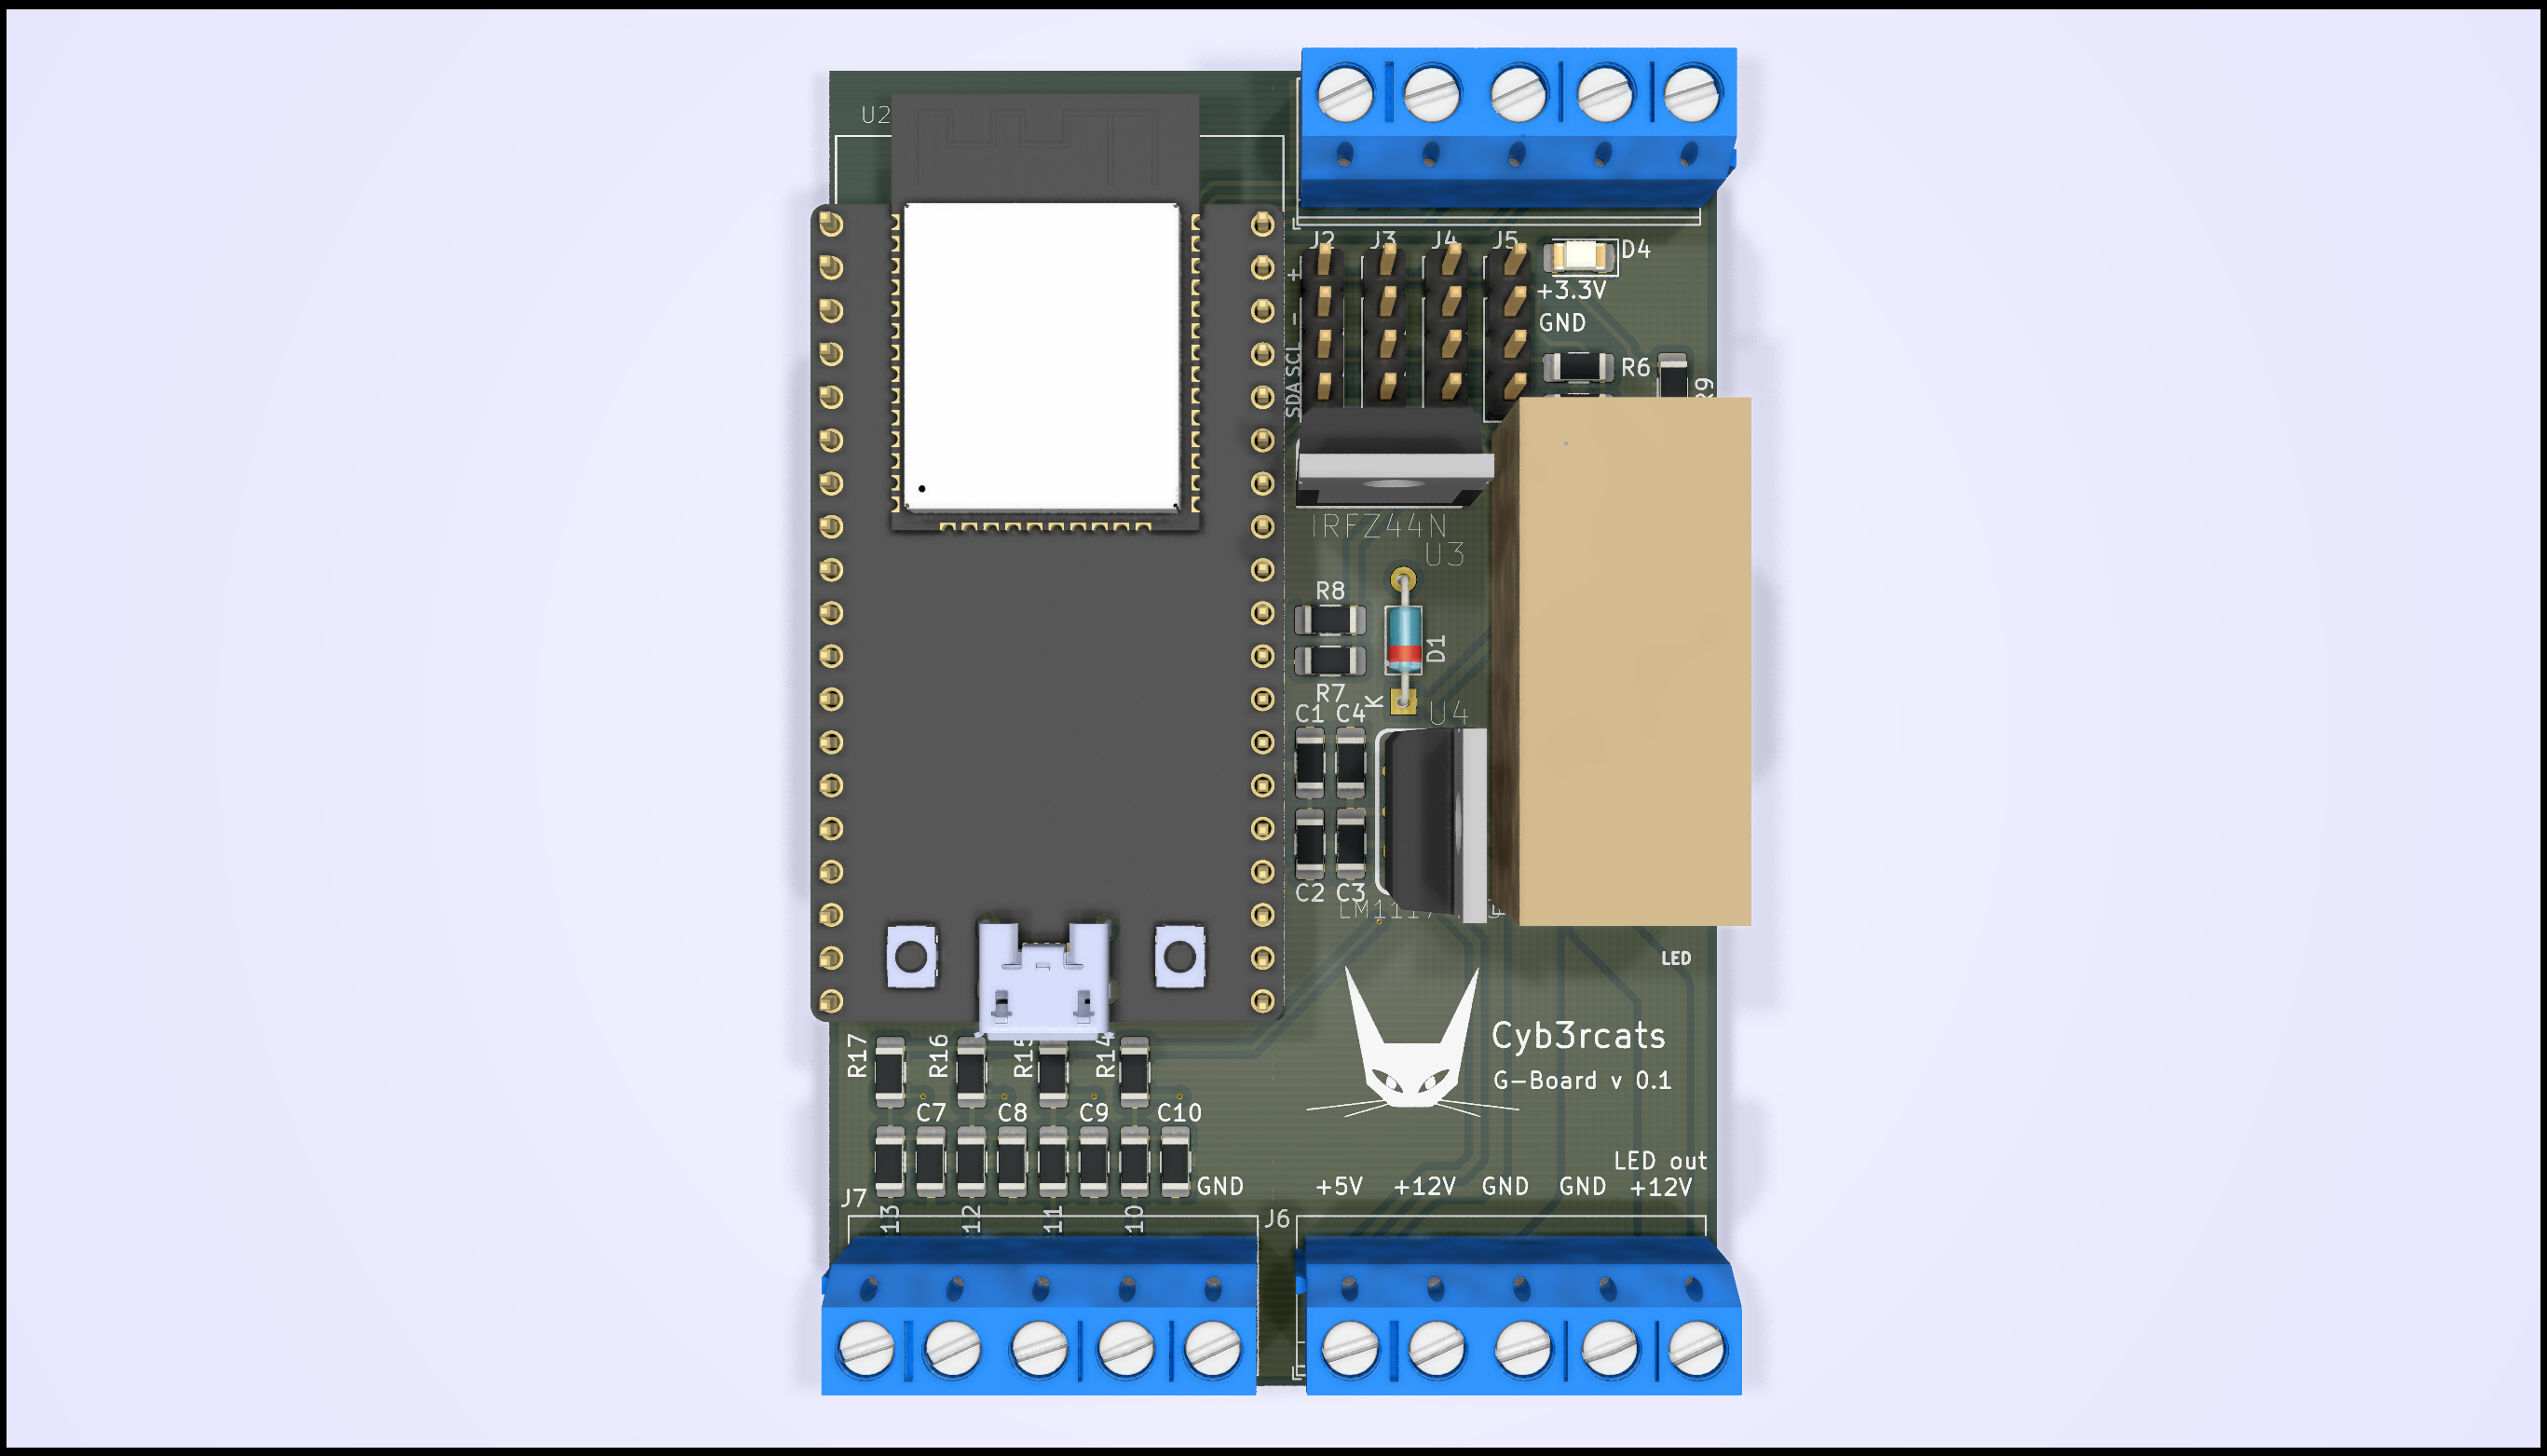 U2
J2 J3 J4 J5
D4
+
+3.3V
-
GND
SDA SCL
R6
R9
IRFZ44N
U3
R8
D1
R7
K
C1 C4
U4
C2 C3
LED
Cyb3rcats
G-Board v 0.1
R17 R16 R15 R14
C7 C8 C9 C10
LED out
J7
GND
+5V +12V GND GND +12V
13 12 11 10
J6